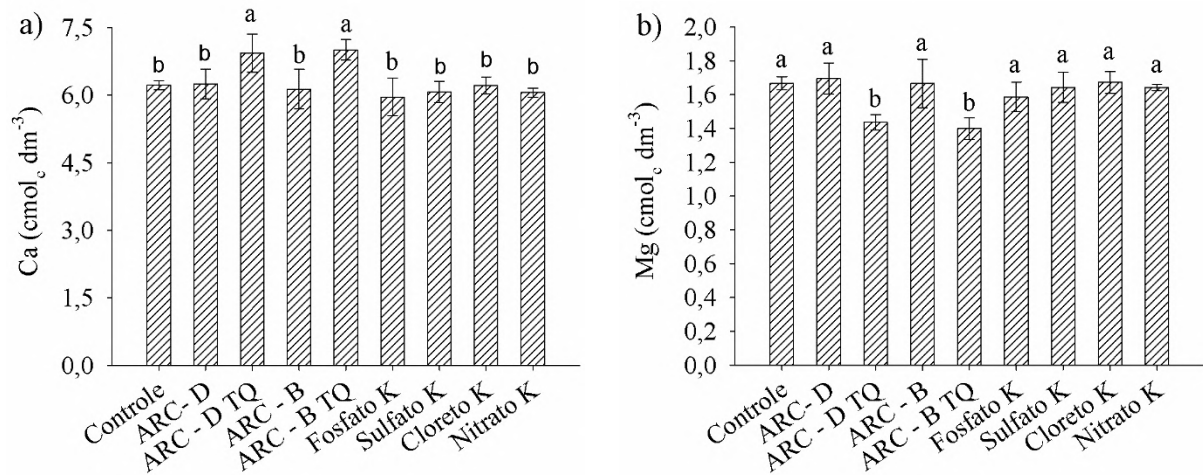 a)
Ca (cmol_c dm^-3)
7,5
6,0
4,5
3,0
1,5
0,0
b b a b a b b b b
Controle
ARC- D
ARC - D TQ
ARC - B
ARC - B TQ
Fosfato K
Sulfato K
Cloreto K
Nitrato K
b)
Mg (cmol_c dm^-3)
2,0
1,8
1,6
1,4
1,2
1,0
0,8
0,6
0,4
0,2
0,0
a a b a b a a a a
Controle
ARC- D
ARC - D TQ
ARC - B
ARC - B TQ
Fosfato K
Sulfato K
Cloreto K
Nitrato K